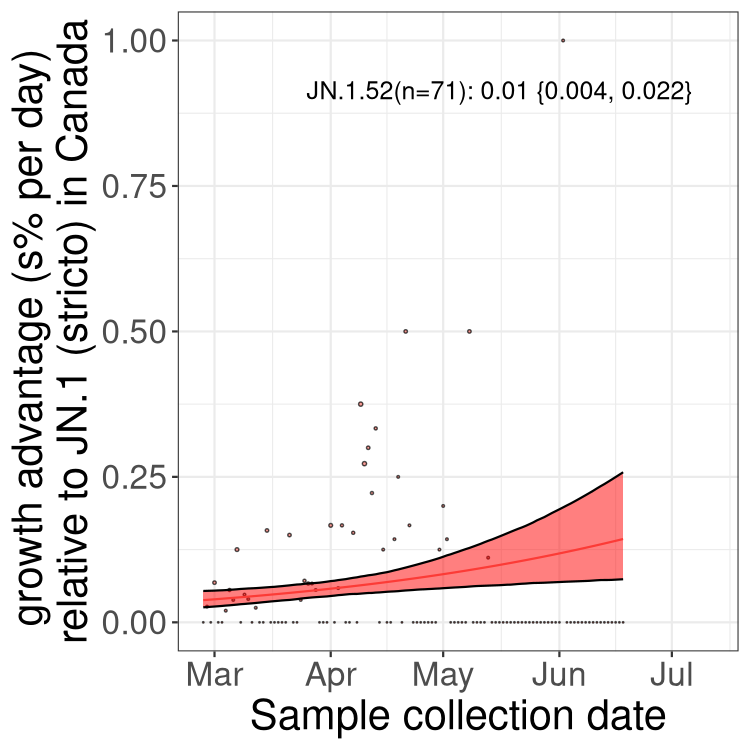 growth advantage (s% per day)
relative to JN.1 (stricto) in Canada
1.00
0.75
0.50
0.25
0.00
JN.1.52(n=71): 0.01 {0.004, 0.022}
Mar Apr May Jun Jul
Sample collection date